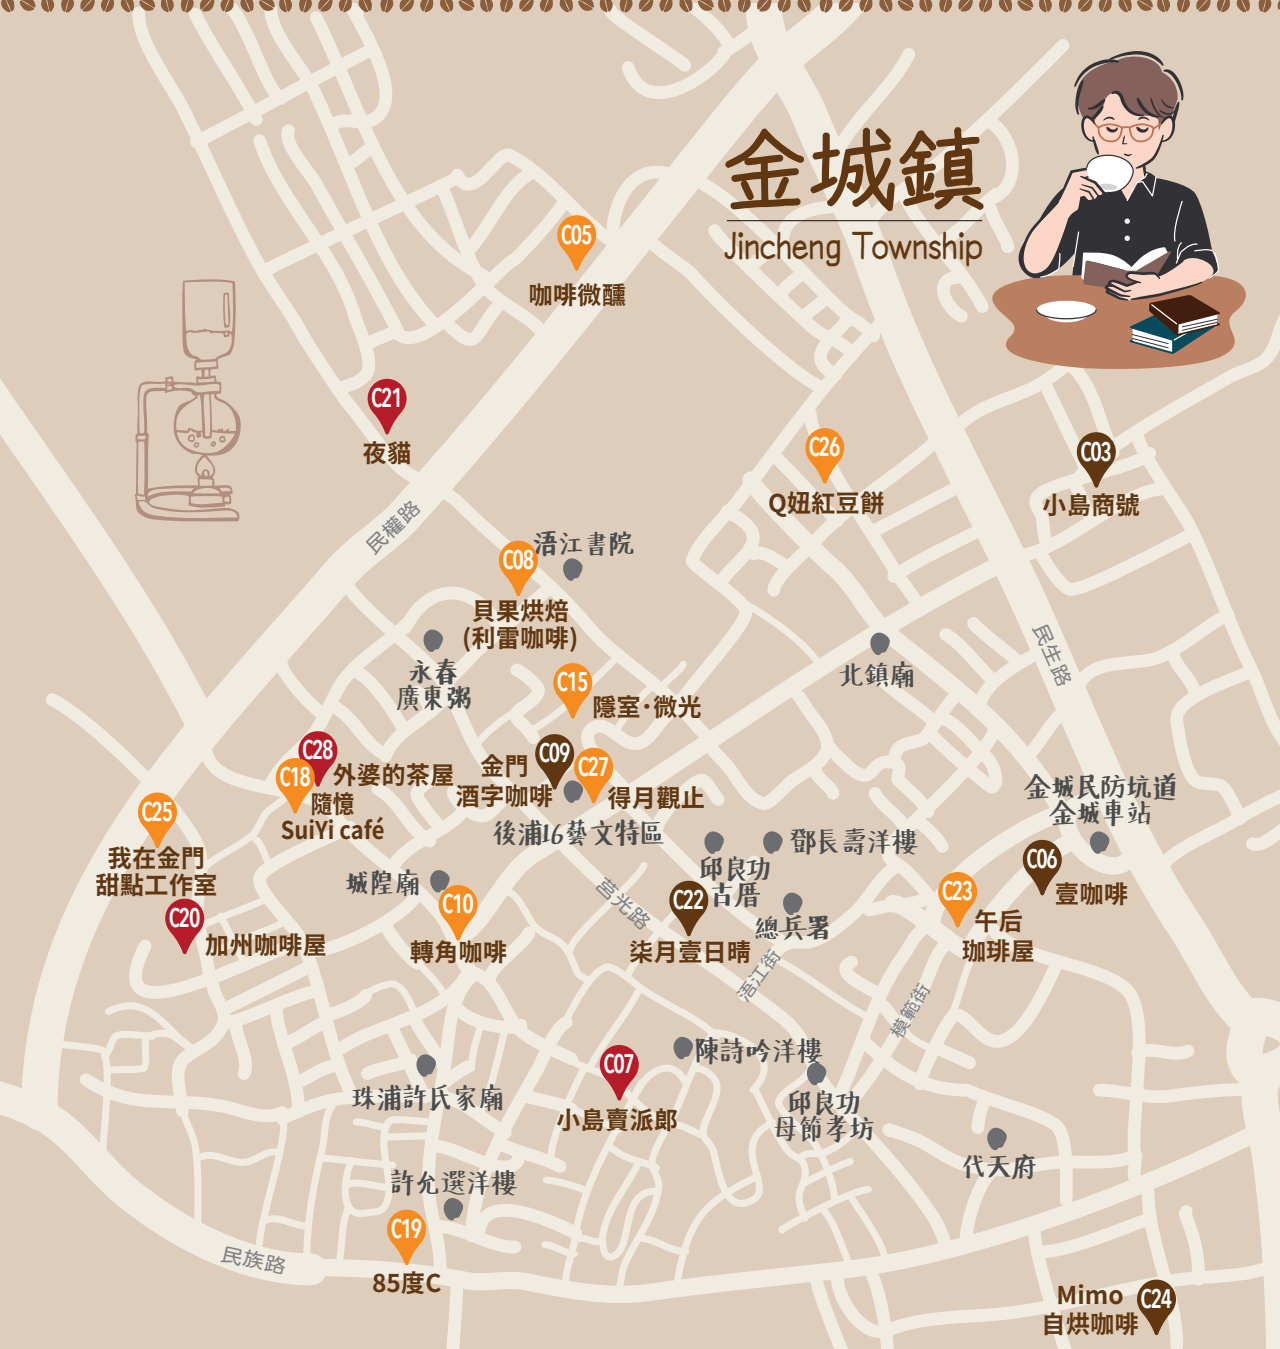 金城鎮
Jincheng Township
C05
咖啡微醺
C21
夜貓
C26
Q妞紅豆餅
C03
小島商號
民權路
C08
浯江書院
貝果烘焙
(利雷咖啡)
永春
廣東粥
民生路
北鎮廟
C15
隱室·微光
C28
外婆的茶屋
C18
隨憶
SuiYi café
C09
金門
酒字咖啡
C27
得月觀止
後浦16藝文特區
金城民防坑道
金城車站
C25
我在金門
甜點工作室
邱良功
古厝
鄧長壽洋樓
C06
壹咖啡
城隍廟
C10
轉角咖啡
莒光路
C22
柒月壹日晴
總兵署
C23
午后
珈琲屋
C20
加州咖啡屋
浯江街
模範街
珠浦許氏家廟
C07
小島賣派郎
陳詩吟洋樓
邱良功
母節孝坊
代天府
許允選洋樓
C19
85度C
民族路
Mimo
自烘咖啡
C24